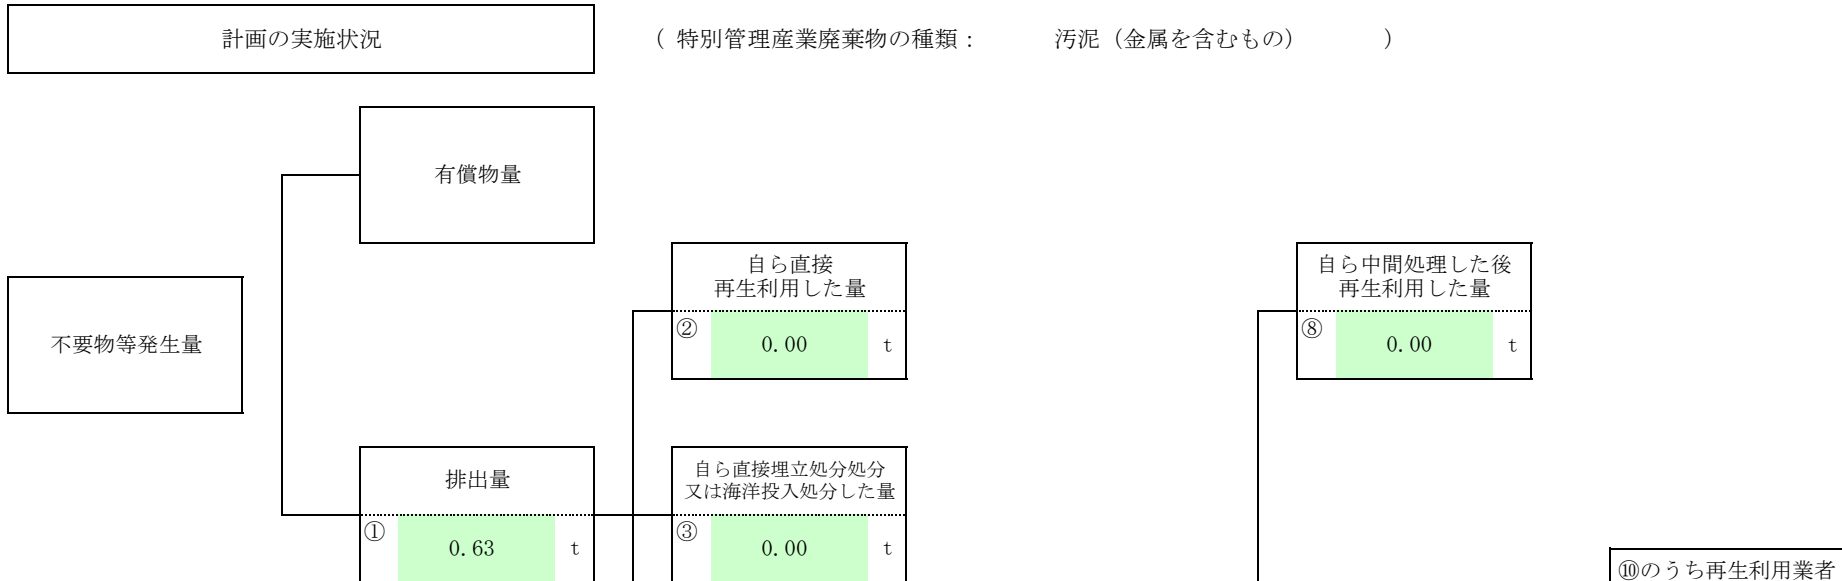 計画の実施状況
（ 特別管理産業廃棄物の種類： 汚泥（金属を含むもの） ）
有償物量
不要物等発生量
自ら直接
再生利用した量
② 0.00 t
自ら中間処理した後
再生利用した量
⑧ 0.00 t
排出量
① 0.63 t
自ら直接埋立処分処分
又は海洋投入処分した量
③ 0.00 t
⑩のうち再生利用業者